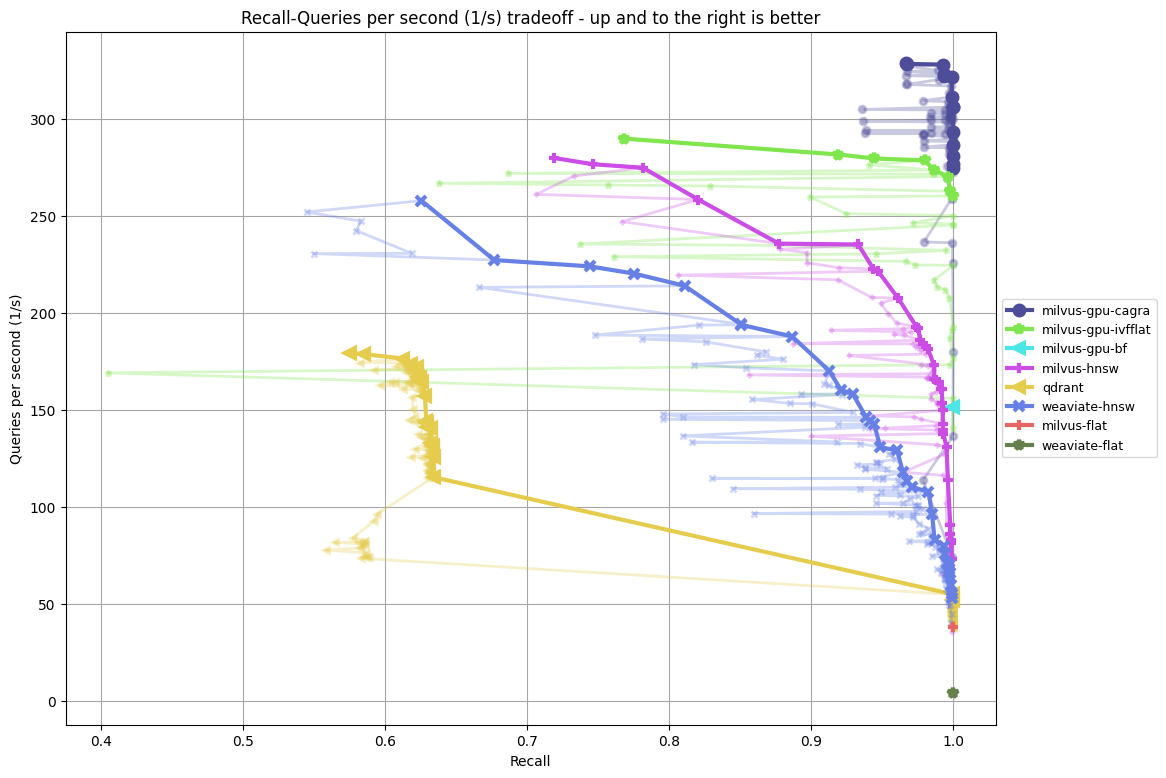 Recall-Queries per second (1/s) tradeoff - up and to the right is better
Queries per second (1/s)
300
250
200
150
100
50
0
0.4 0.5 0.6 0.7 0.8 0.9 1.0
Recall
milvus-gpu-cagra
milvus-gpu-ivfflat
milvus-gpu-bf
milvus-hnsw
qdrant
weaviate-hnsw
milvus-flat
weaviate-flat